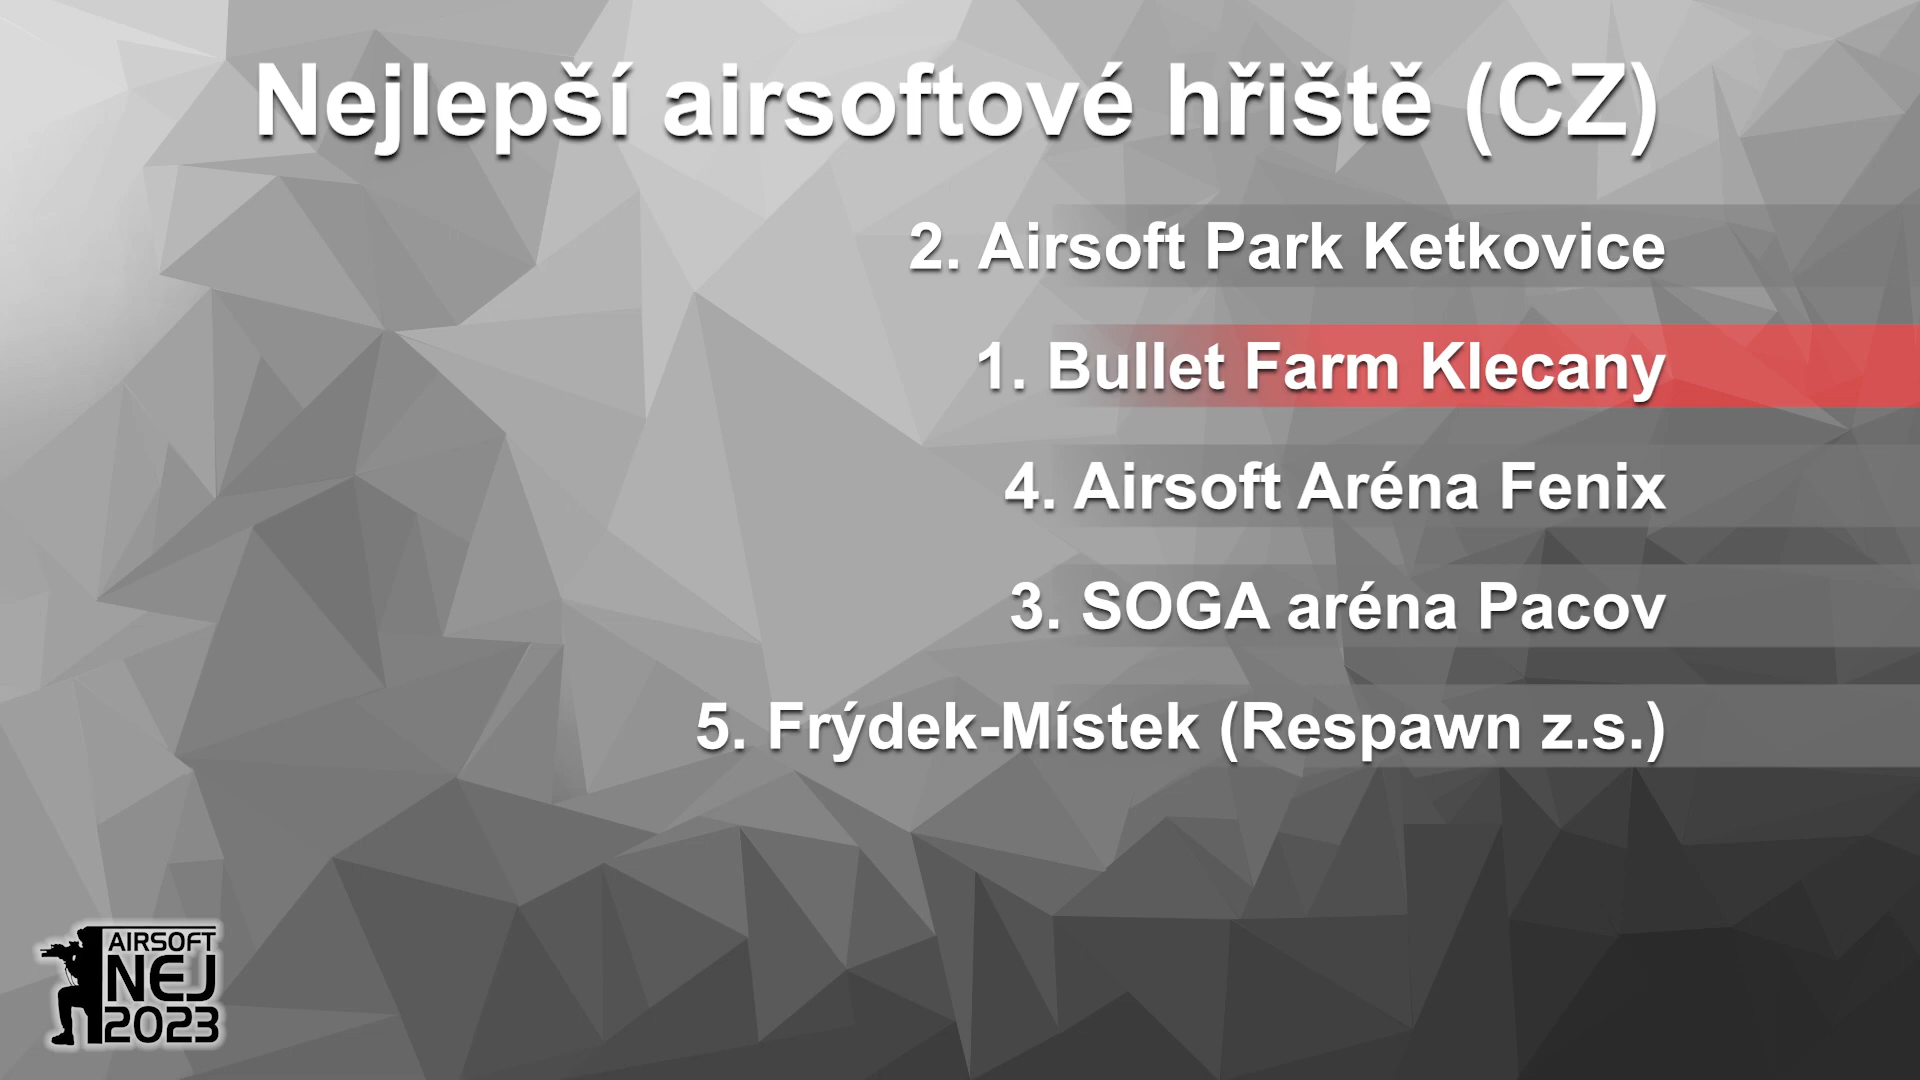 Nejlepší airsoftové hřiště (CZ)
2. Airsoft Park Ketkovice
1. Bullet Farm Klecany
4. Airsoft Aréna Fenix
3. SOGA aréna Pacov
5. Frýdek-Místek (Respawn z.s.)
AIRSOFT
NEJ
2023